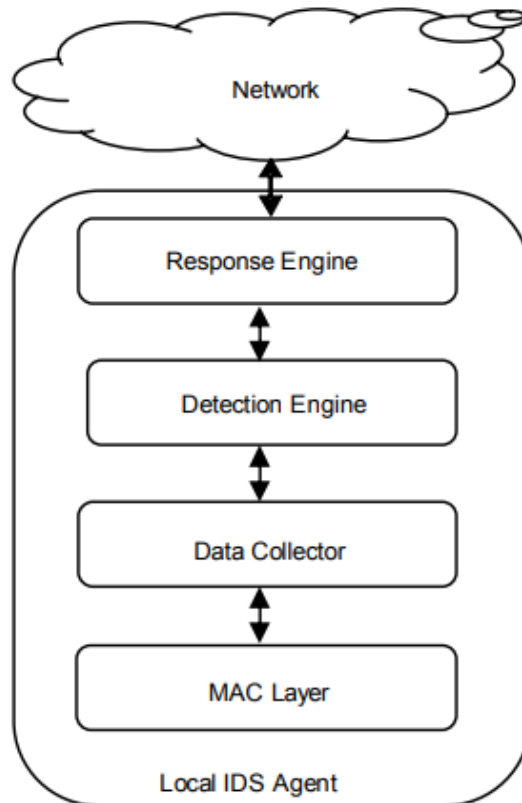 Network
Response Engine
Detection Engine
Data Collector
MAC Layer
Local IDS Agent